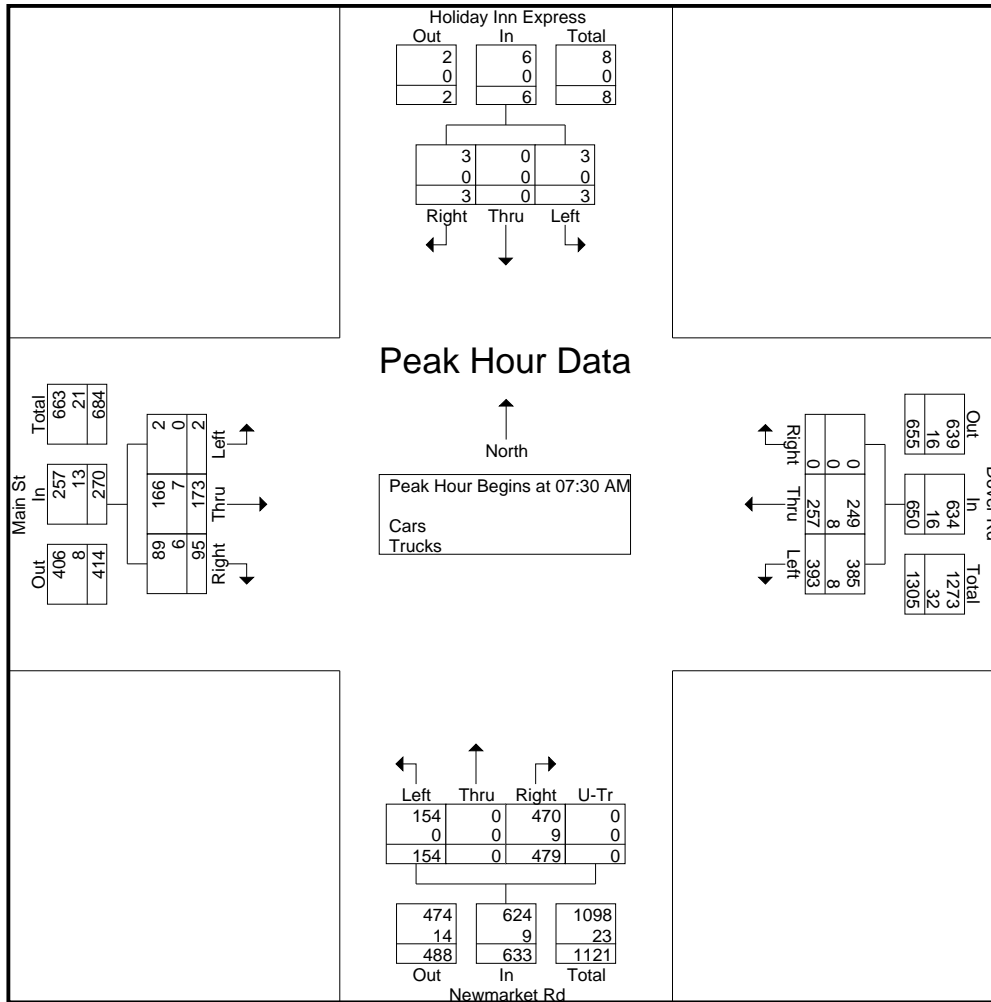 Holiday Inn Express
Out In Total
2 6 8
0 0 0
2 6 8
3 0 3
0 0 0
3 0 3
Right Thru Left
Peak Hour Data
North
Peak Hour Begins at 07:30 AM
Cars
Trucks
Main St
Total In Out
663 257 406
21 13 8
684 270 414
2 166 89
0 7 6
2 173 95
Left Thru Right
Out In Total
639 634 1273
16 16 32
655 650 1305
0 249 385
0 8 8
0 257 393
Right Thru Left
Left Thru Right U-Tr
154 0 470 0
0 0 9 0
154 0 479 0
474 624 1098
14 9 23
488 633 1121
Out In Total
Newmarket Rd